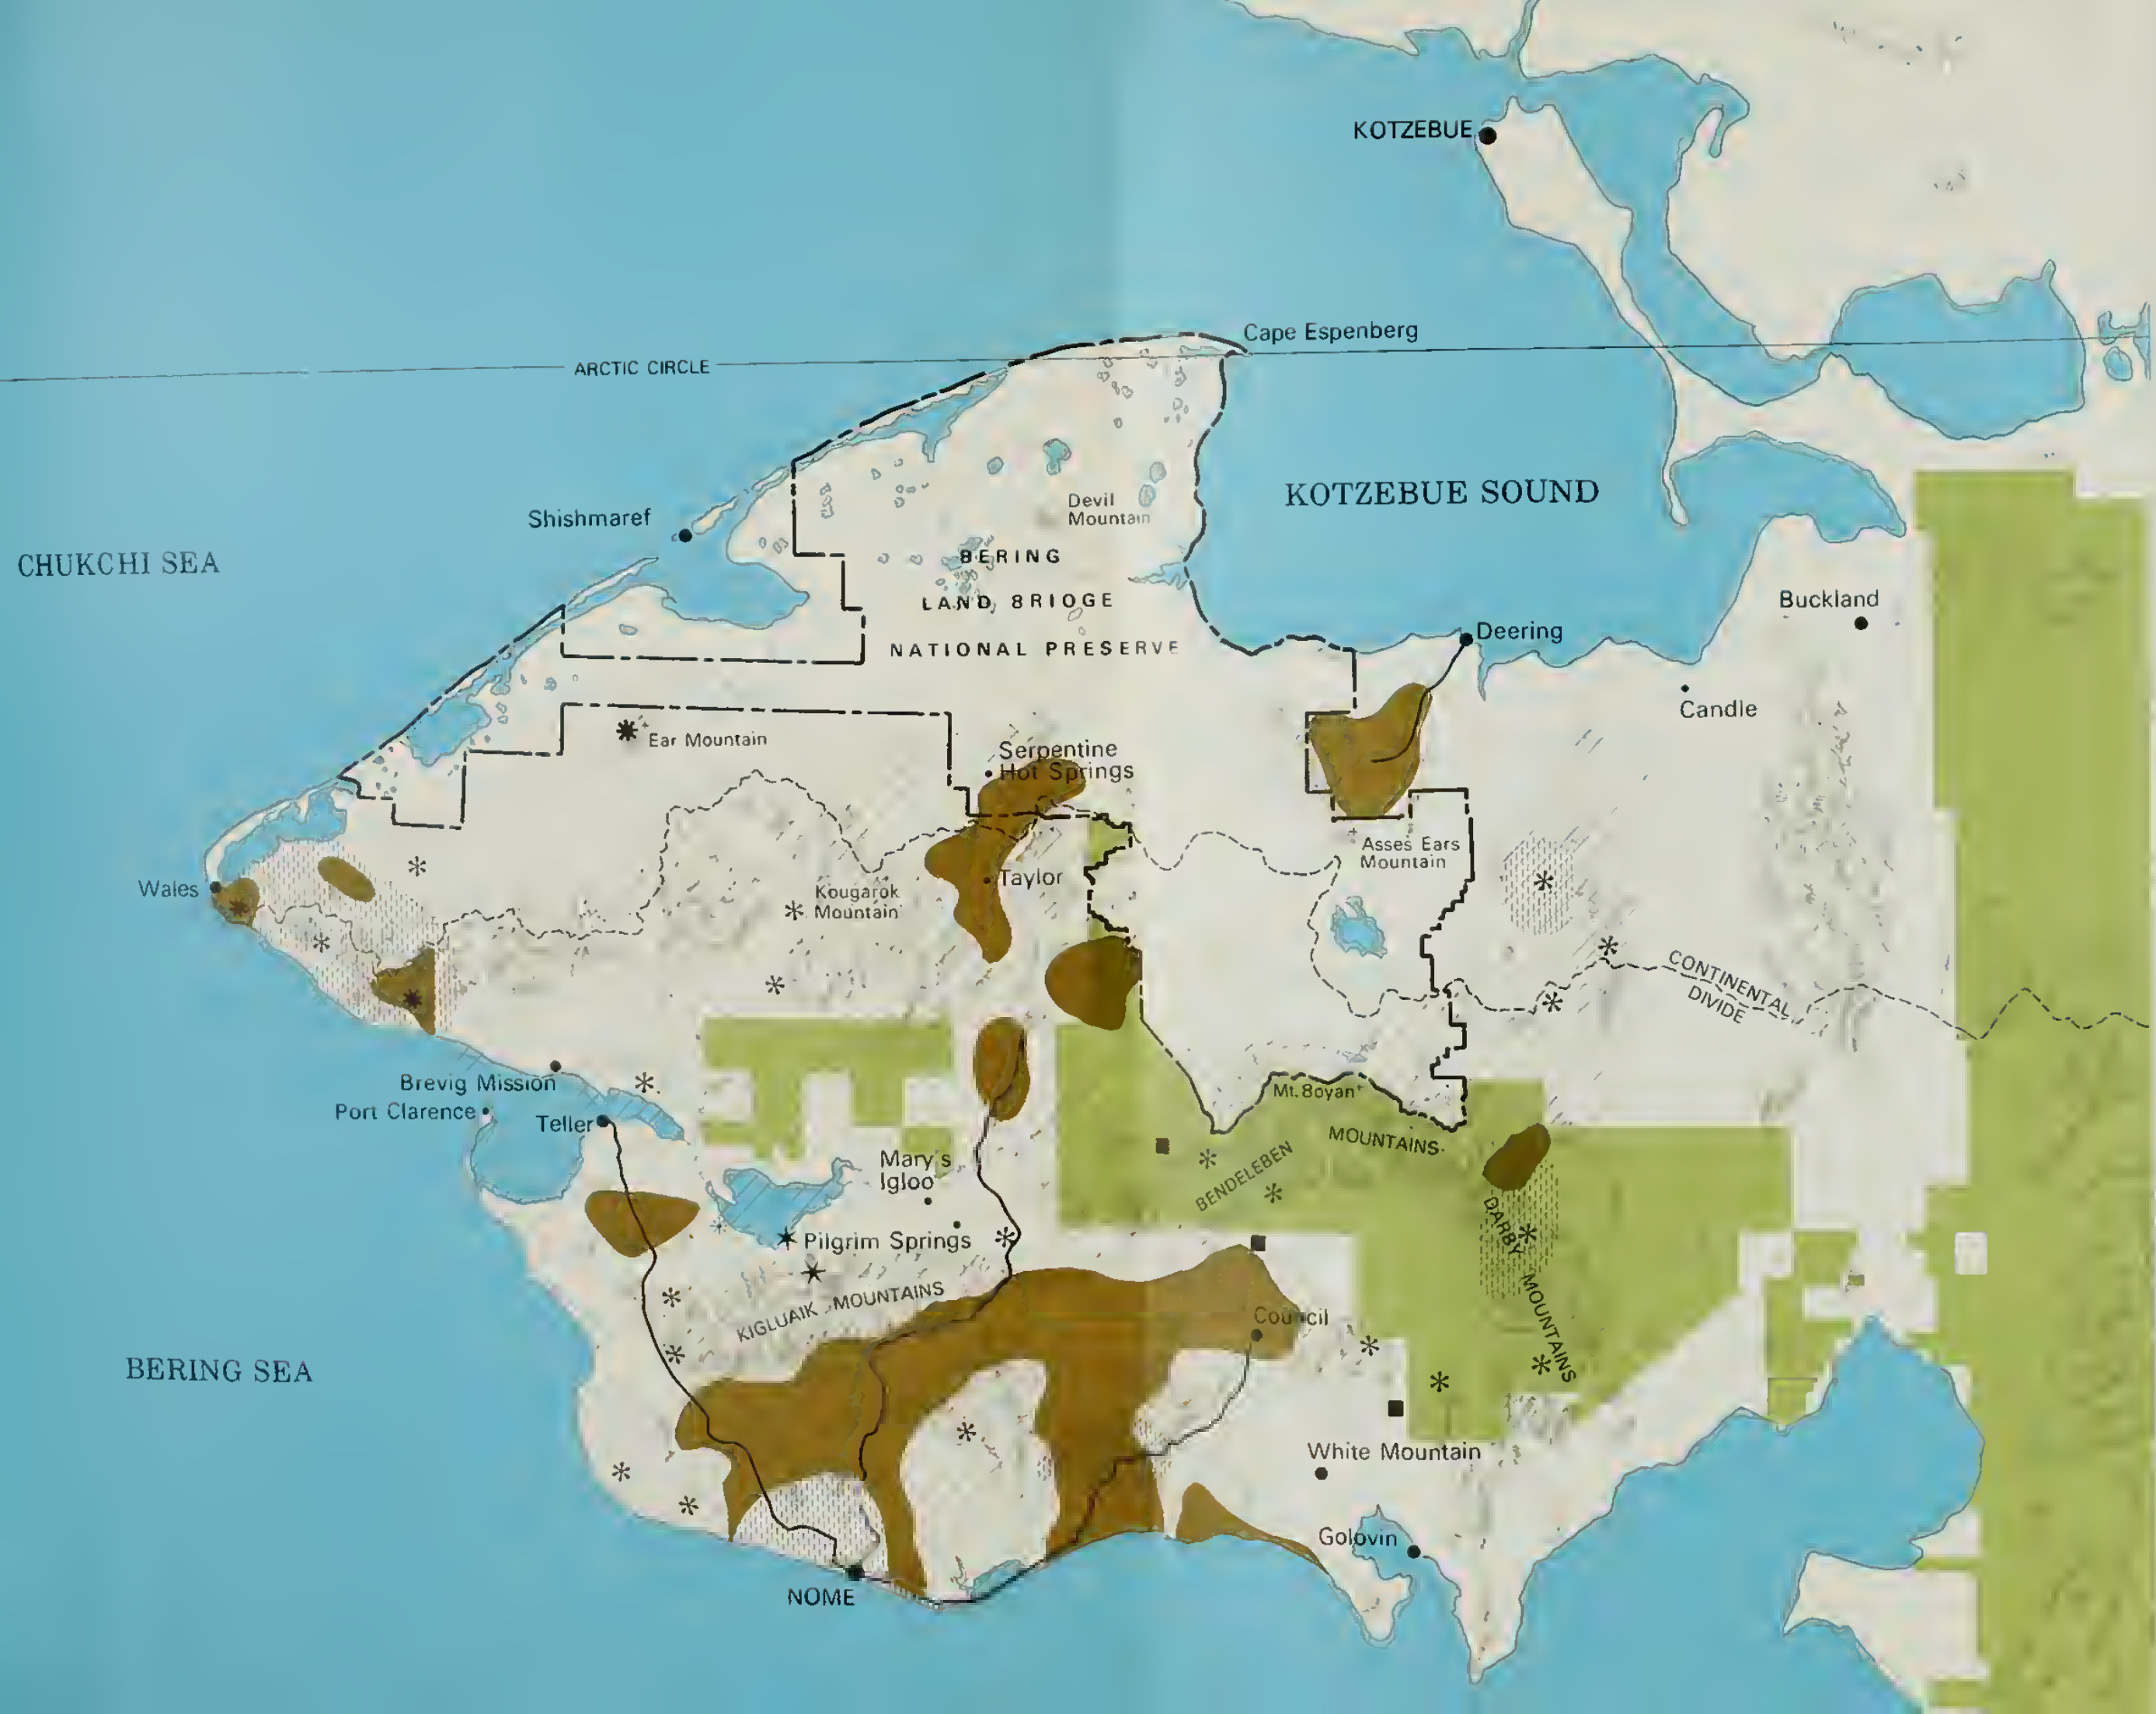 KOTZEBUE
Cape Espenberg
ARCTIC CIRCLE
KOTZEBUE SOUND
Devil
Mountain
Shishmaref
CHUKCHI SEA
BERING
LAND BRIDGE
NATIONAL PRESERVE
Buckland
Deering
Candle
Ear Mountain
Serpentine
Hot Springs
Asses Ears
Mountain
Wales
Taylor
Kougarok
Mountain
CONTINENTAL
DIVIDE
Brevig Mission
Port Clarence
Teller
Mt. Boyan
MOUNTAINS
BENDELEBEN
Mary's
Igloo
Pilgrim Springs
DARBY MOUNTAINS
KIGLUAIK MOUNTAINS
Council
BERING SEA
White Mountain
Golovin
NOME